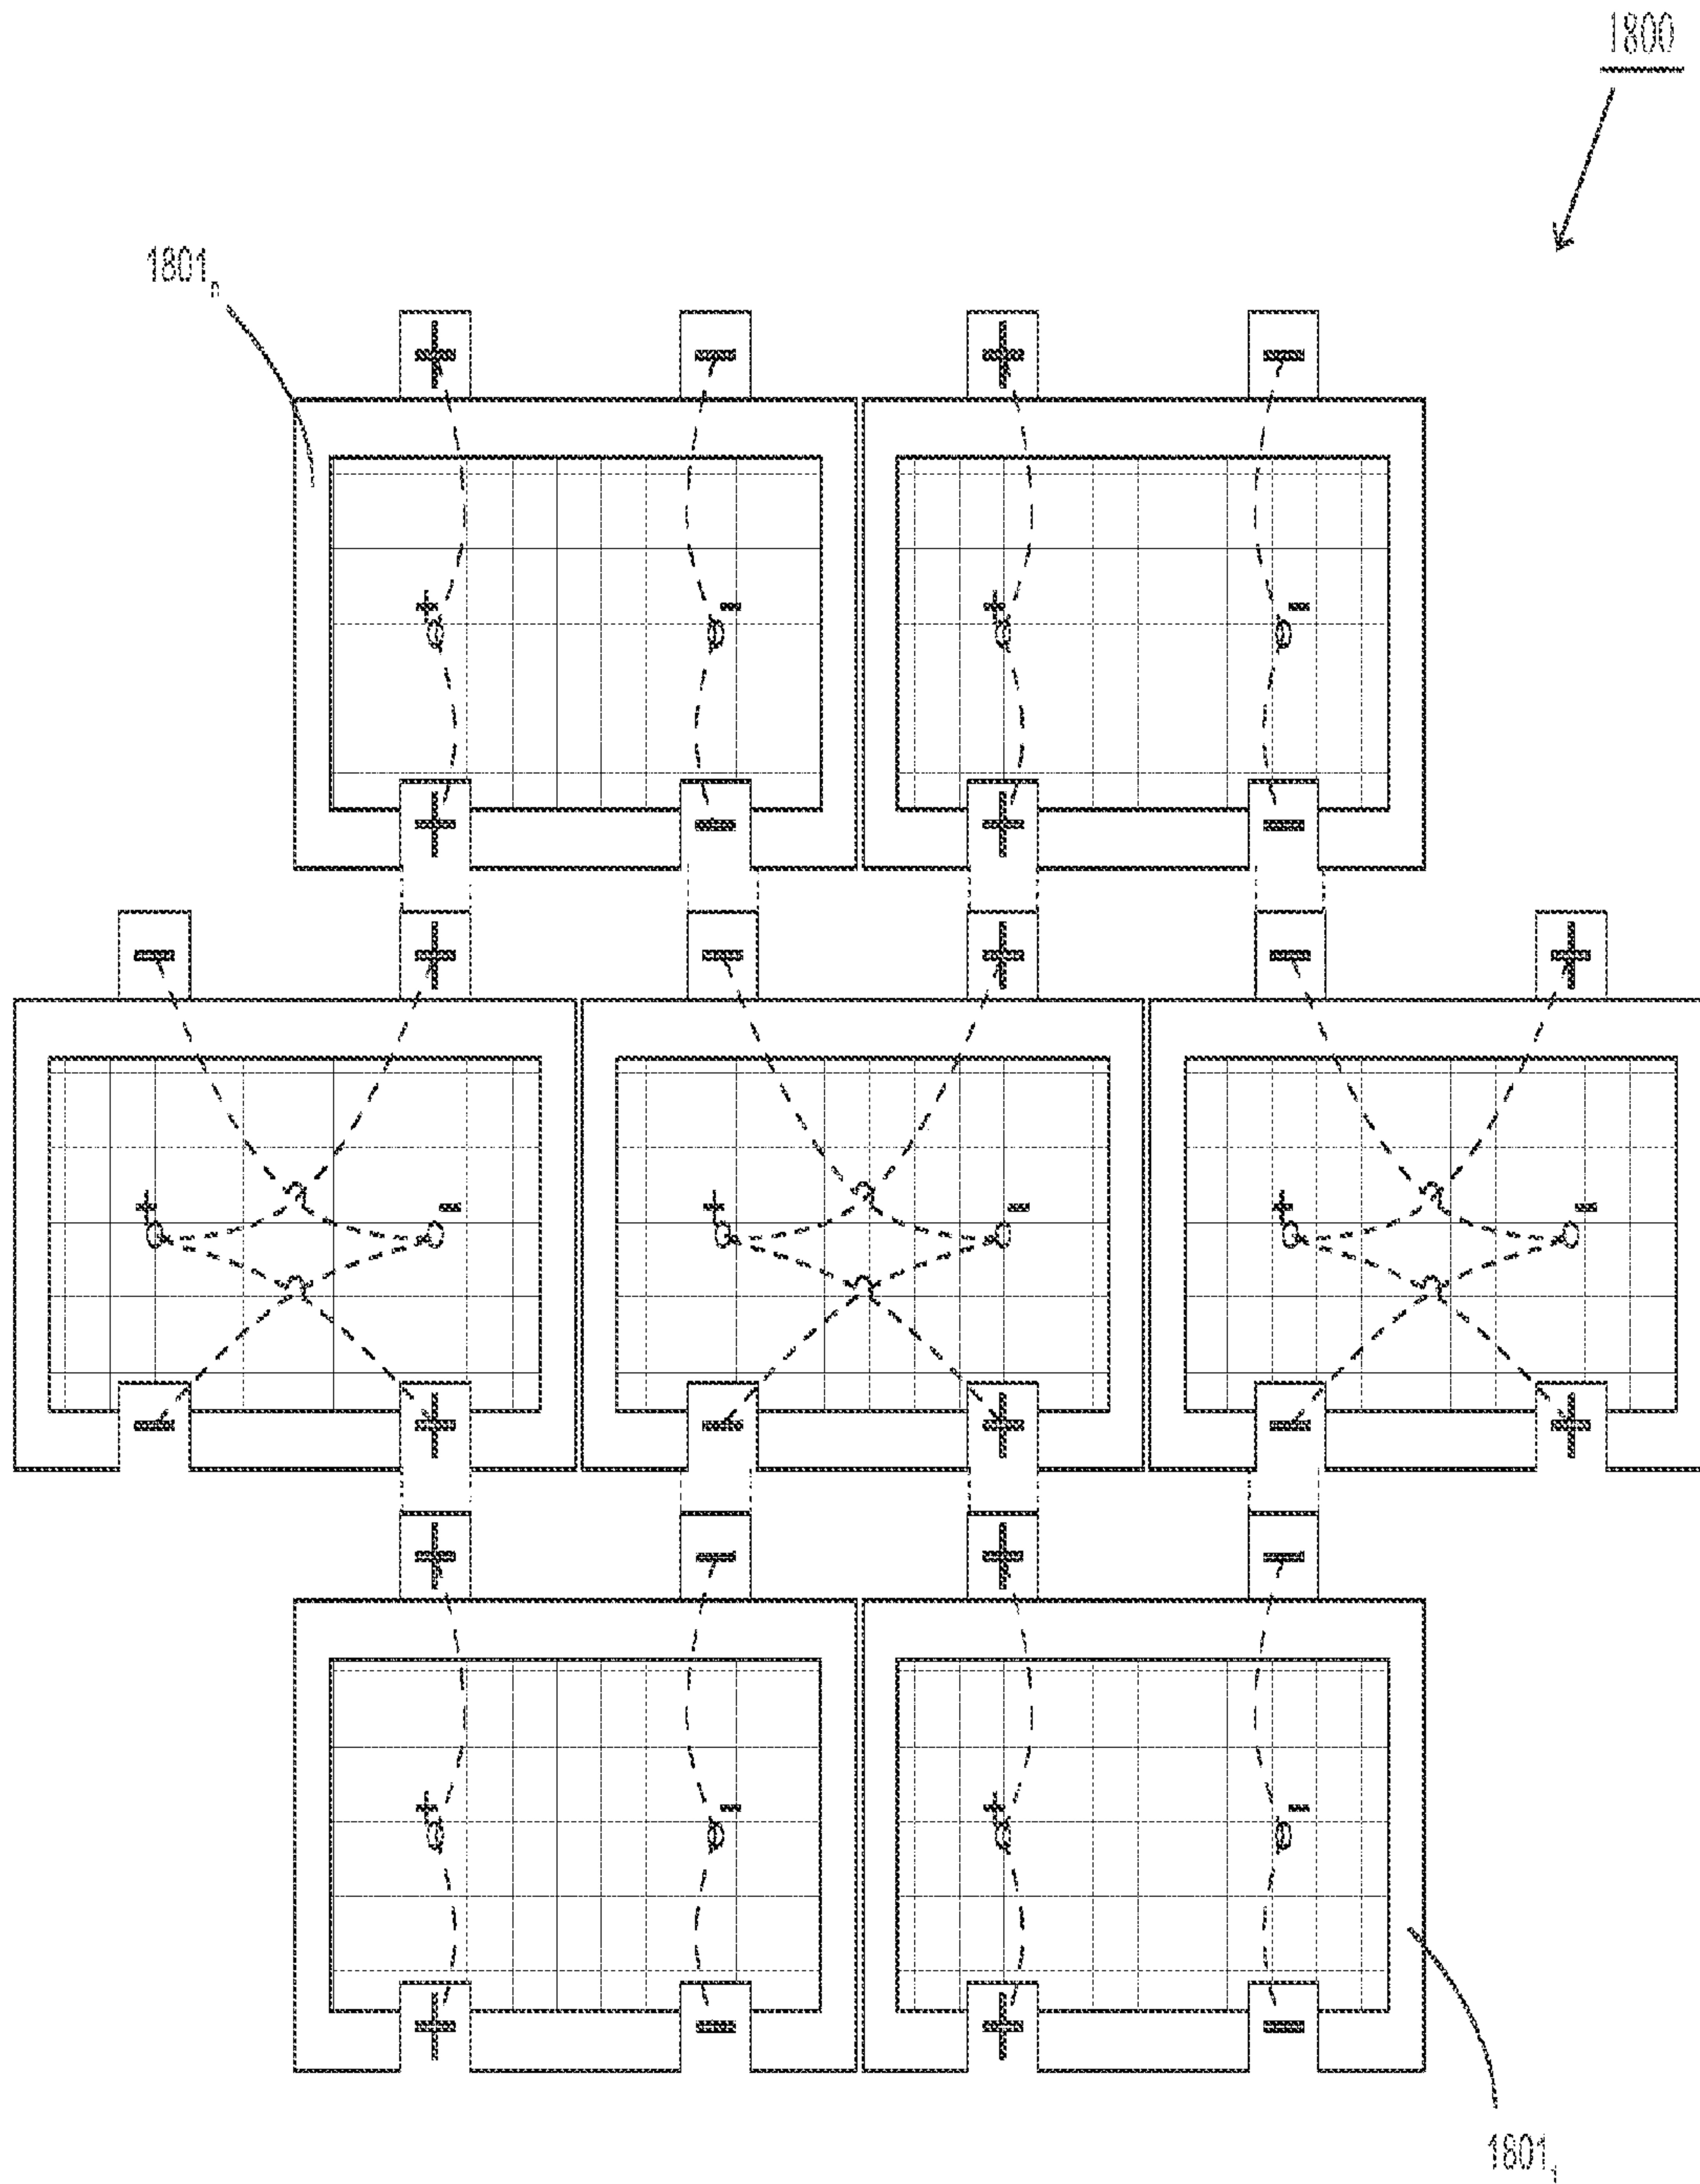 1800
1801n
+ - + -
+ - + -
+ - + -
- + - + - +
+ - + - + -
- + - + - +
+ - + -
+ - + -
+ - + -
18011